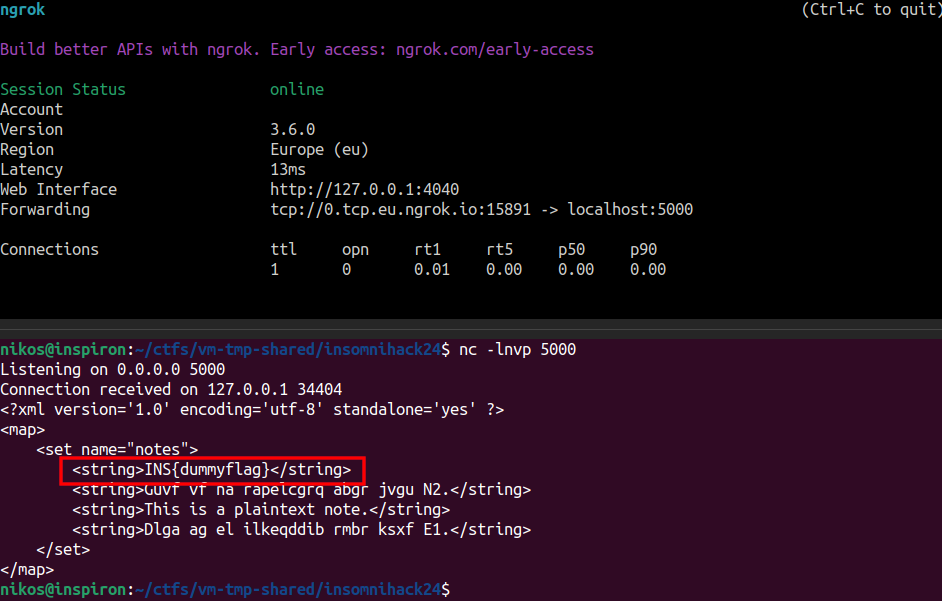 ngrok (Ctrl+C to quit)
Build better APIs with ngrok. Early access: ngrok.com/early-access
Session Status online
Account
Version 3.6.0
Region Europe (eu)
Latency 13ms
Web Interface http://127.0.0.1:4040
Forwarding tcp://0.tcp.eu.ngrok.io:15891 -> localhost:5000
Connections ttl opn rt1 rt5 p50 p90
1 0 0.01 0.00 0.00 0.00
nikos@inspiron:~/ctfs/vm-tmp-shared/insomnihack24$ nc -lnvp 5000
Listening on 0.0.0.0 5000
Connection received on 127.0.0.1 34404
<?xml version='1.0' encoding='utf-8' standalone='yes' ?>
<map>
<set name="notes">
<string>INS{dummyflag}</string>
<string>Guvf vf na rapelcgrq abgr jvgu N2.</string>
<string>This is a plaintext note.</string>
<string>Dlga ag el ilkeqddib rmbr ksxf E1.</string>
</set>
</map>
nikos@inspiron:~/ctfs/vm-tmp-shared/insomnihack24$